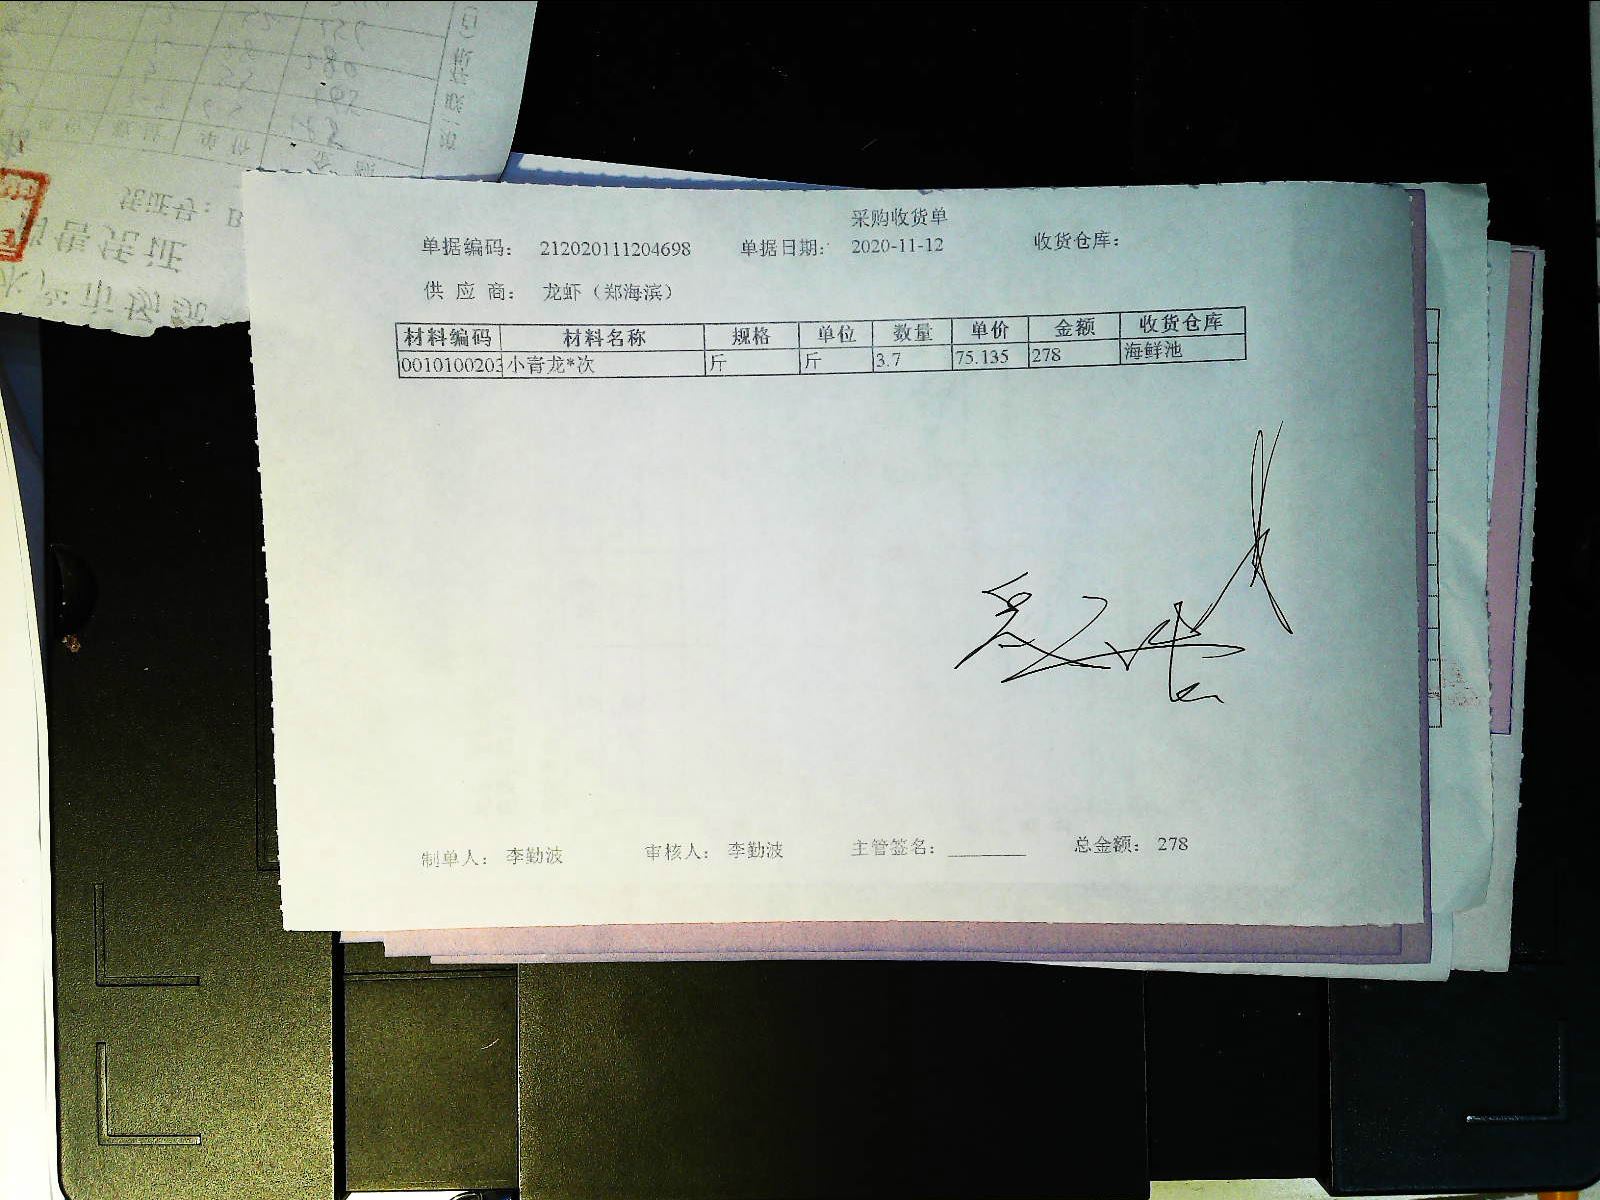 采购收货单
单据编码： 212020111204698 单据日期： 2020-11-12 收货仓库：
供 应 商： 龙虾（郑海滨）
材料编码 材料名称 规格 单位 数量 单价 金额 收货仓库
0010100203 小青龙*次 斤 斤 3.7 75.135 278 海鲜池
制单人： 李勤波 审核人： 李勤波 主管签名：________ 总金额： 278